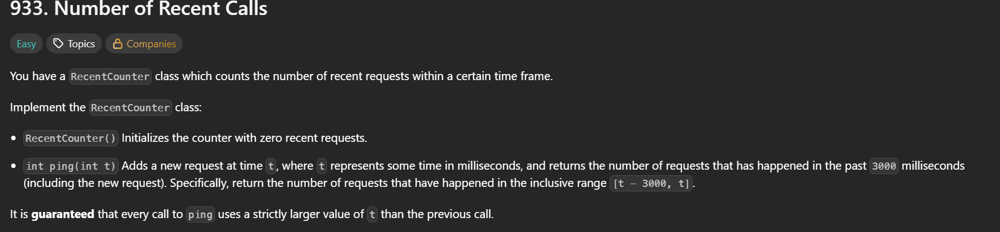 933. Number of Recent Calls
Easy Topics Companies
You have a RecentCounter class which counts the number of recent requests within a certain time frame.
Implement the RecentCounter class:
• RecentCounter() Initializes the counter with zero recent requests.
• int ping(int t) Adds a new request at time t, where t represents some time in milliseconds, and returns the number of requests that has happened in the past 3000 milliseconds
(including the new request). Specifically, return the number of requests that have happened in the inclusive range [t - 3000, t].
It is guaranteed that every call to ping uses a strictly larger value of t than the previous call.